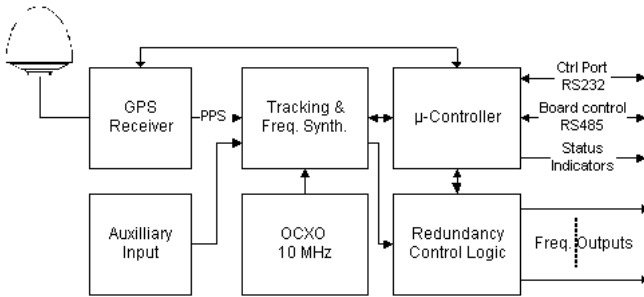 GPS
Receiver
PPS
Tracking &
Freq. Synth.
µ-Controller
Ctrl Port
RS232
Board control
RS485
Status
Indicators
Auxilliary
Input
OCXO
10 MHz
Redundancy
Control Logic
Freq. Outputs